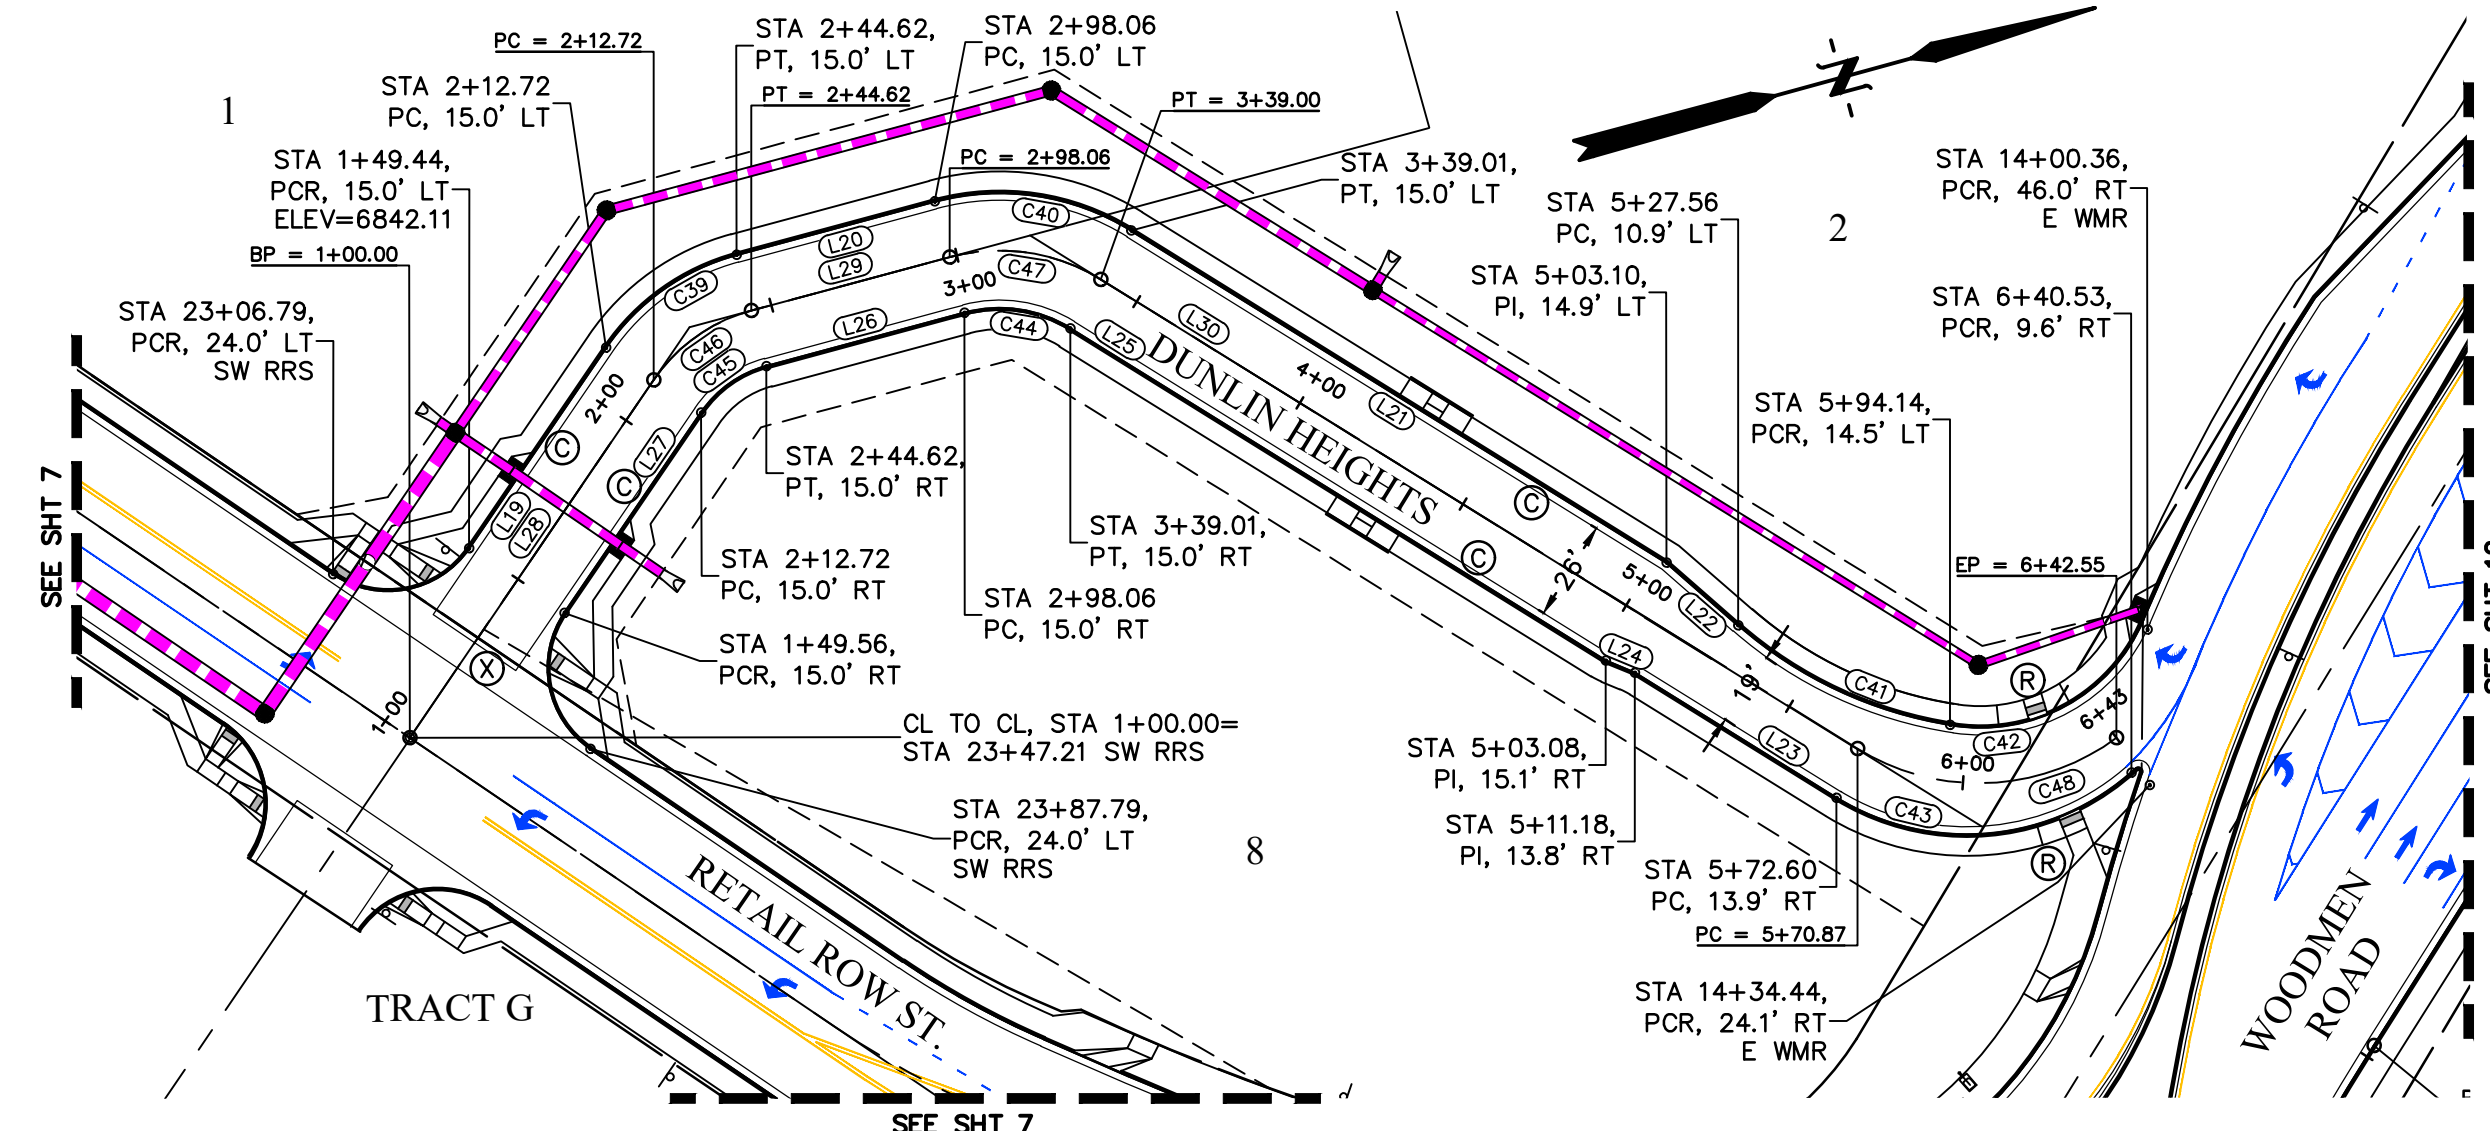 STA 2+44.62,
PT, 15.0' LT
STA 2+98.06
PC, 15.0' LT
PC = 2+12.72
STA 2+12.72
PC, 15.0' LT
PT = 2+44.62
PT = 3+39.00
N
1
STA 1+49.44,
PCR, 15.0' LT
ELEV=6842.11
PC = 2+98.06
STA 3+39.01,
PT, 15.0' LT
STA 14+00.36,
PCR, 46.0' RT
E WMR
BP = 1+00.00
STA 5+27.56
PC, 10.9' LT
2
STA 23+06.79,
PCR, 24.0' LT
SW RRS
STA 5+03.10,
PI, 14.9' LT
STA 6+40.53,
PCR, 9.6' RT
C40
L20
L29
C39
C47
3+00
L26
C44
L25
L30
C46
C45
2+00
DUNLIN HEIGHTS
4+00
L21
STA 5+94.14,
PCR, 14.5' LT
C
L27
C
L19
L28
STA 2+44.62,
PT, 15.0' RT
C
C
SEE SHT 7
STA 3+39.01,
PT, 15.0' RT
STA 2+12.72
PC, 15.0' RT
STA 2+98.06
PC, 15.0' RT
26'
5+00
L22
EP = 6+42.55
STA 1+49.56,
PCR, 15.0' RT
X
1+00
L24
19'
C41
R
6+43
C42
CL TO CL, STA 1+00.00=
STA 23+47.21 SW RRS
STA 5+03.08,
PI, 15.1' RT
L23
6+00
C48
C43
STA 23+87.79,
PCR, 24.0' LT
SW RRS
8
STA 5+11.18,
PI, 13.8' RT
STA 5+72.60
PC, 13.9' RT
R
PC = 5+70.87
RETAIL ROW ST.
TRACT G
STA 14+34.44,
PCR, 24.1' RT
E WMR
WOODMEN
ROAD
SEE SHT 7